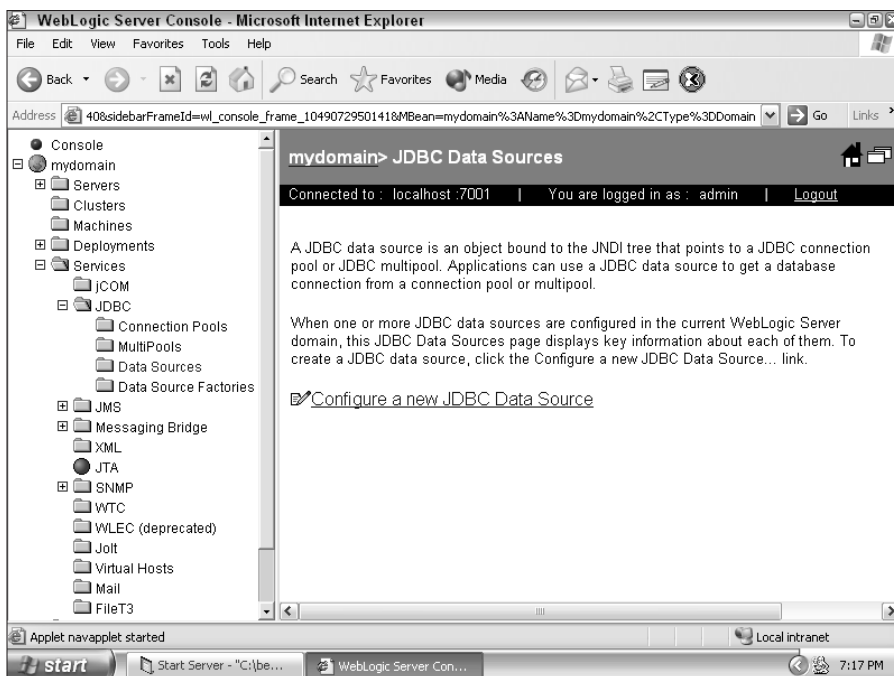 WebLogic Server Console - Microsoft Internet Explorer
File Edit View Favorites Tools Help
Back Search Favorites Media
Address 40&sidebarFrameId=wl_console_frame_1049072950141&MBean=mydomain%3AName%3Dmydomain%2CType%3DDomain Go Links
Console
mydomain
Servers
Clusters
Machines
Deployments
Services
jCOM
JDBC
Connection Pools
MultiPools
Data Sources
Data Source Factories
JMS
Messaging Bridge
XML
JTA
SNMP
WTC
WLEC (deprecated)
Jolt
Virtual Hosts
Mail
FileT3
mydomain> JDBC Data Sources
Connected to : localhost :7001 | You are logged in as : admin | Logout
A JDBC data source is an object bound to the JNDI tree that points to a JDBC connection
pool or JDBC multipool. Applications can use a JDBC data source to get a database
connection from a connection pool or multipool.
When one or more JDBC data sources are configured in the current WebLogic Server
domain, this JDBC Data Sources page displays key information about each of them. To
create a JDBC data source, click the Configure a new JDBC Data Source... link.
Configure a new JDBC Data Source
Applet navapplet started Local intranet
start Start Server - "C:\be... WebLogic Server Con... 7:17 PM